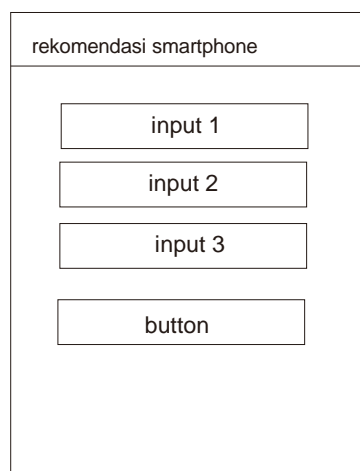 rekomendasi smartphone
input 1
input 2
input 3
button